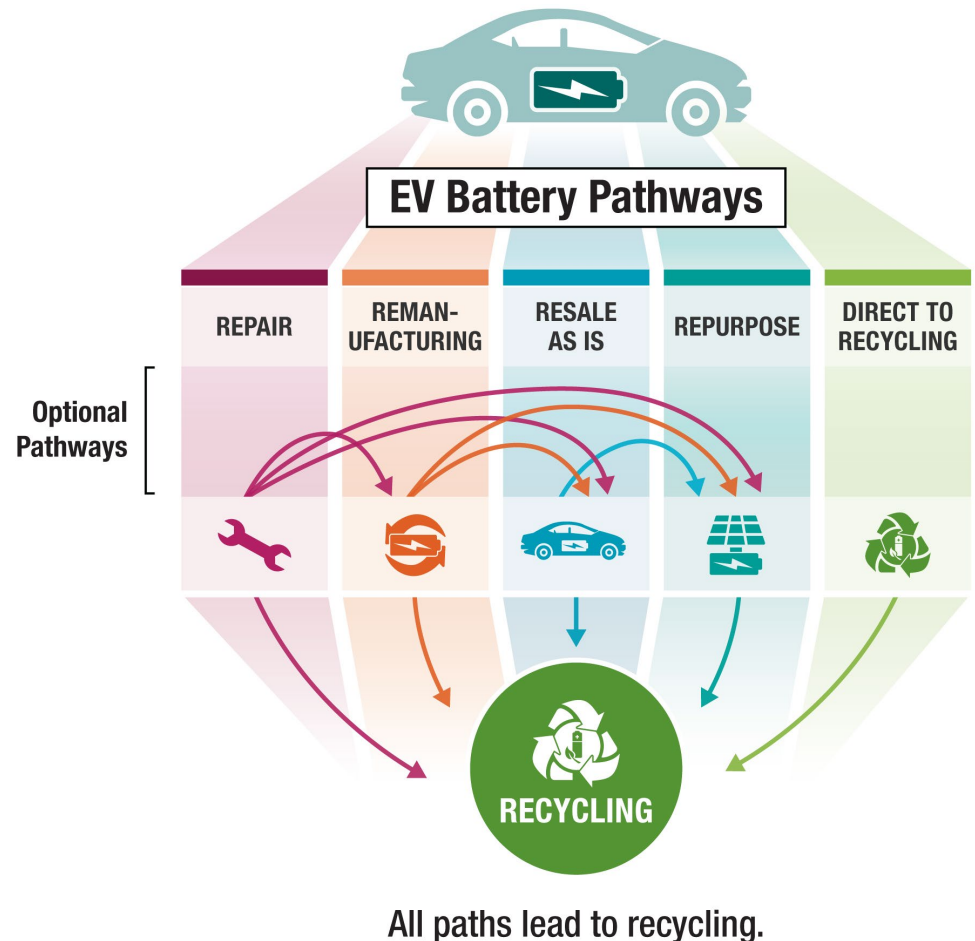 EV Battery Pathways
REPAIR
REMAN-
UFACTURING
RESALE
AS IS
REPURPOSE
DIRECT TO
RECYCLING
Optional
Pathways
RECYCLING
All paths lead to recycling.